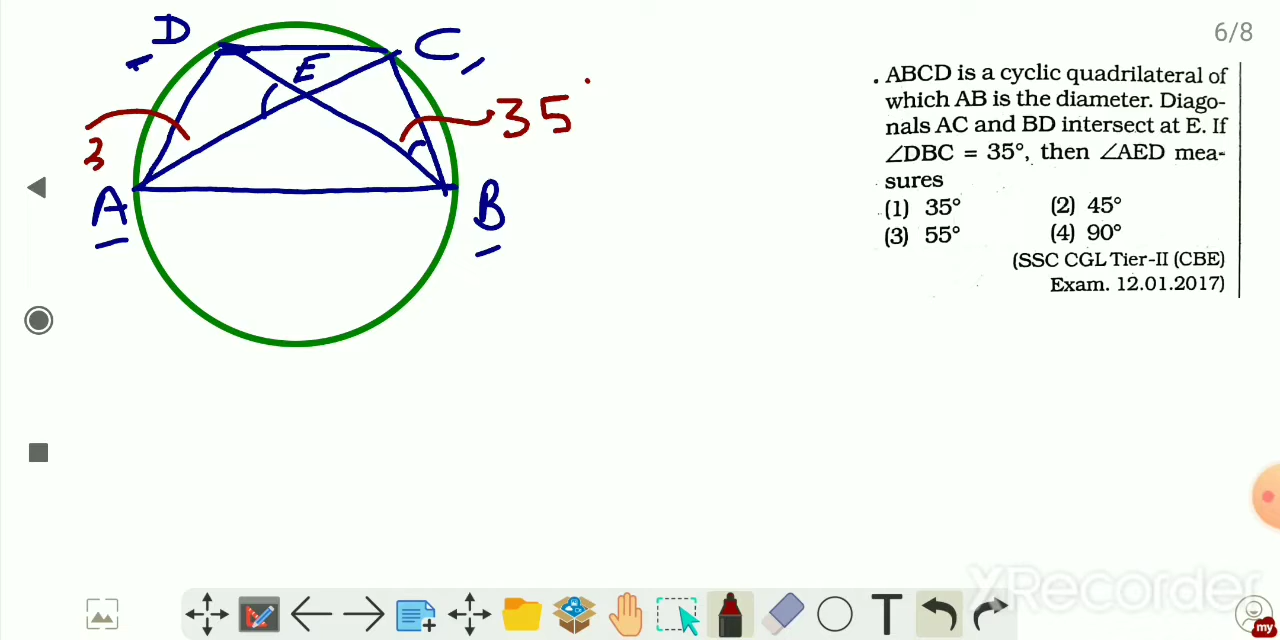 6/8
D
C,
E
35
3
A
B
. ABCD is a cyclic quadrilateral of
which AB is the diameter. Diago-
nals AC and BD intersect at E. If
∠DBC = 35°, then ∠AED mea-
sures
(1) 35° (2) 45°
(3) 55° (4) 90°
(SSC CGL Tier-II (CBE)
Exam. 12.01.2017)
T
XRecorder
my